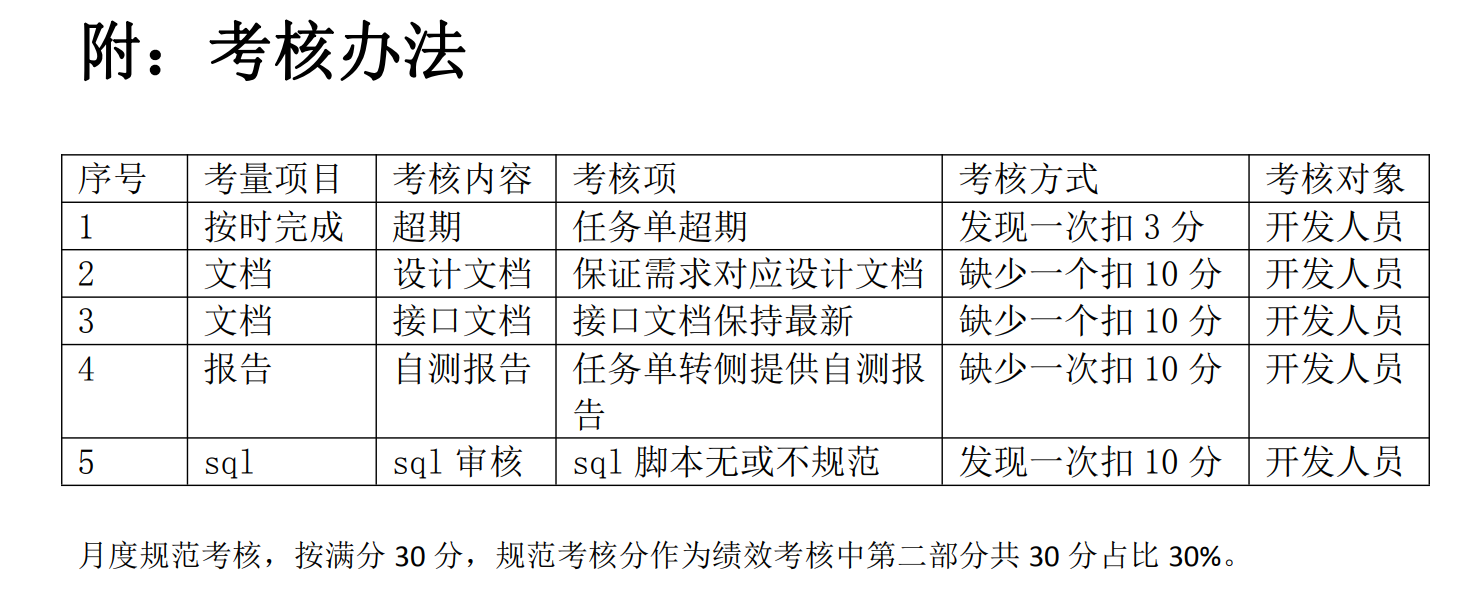 附：考核办法
序号 考量项目 考核内容 考核项 考核方式 考核对象
1 按时完成 超期 任务单超期 发现一次扣 3 分 开发人员
2 文档 设计文档 保证需求对应设计文档 缺少一个扣 10 分 开发人员
3 文档 接口文档 接口文档保持最新 缺少一个扣 10 分 开发人员
4 报告 自测报告 任务单转侧提供自测报 缺少一次扣 10 分 开发人员
告
5 sql sql 审核 sql 脚本无或不规范 发现一次扣 10 分 开发人员
月度规范考核，按满分 30 分，规范考核分作为绩效考核中第二部分共 30 分占比 30%。